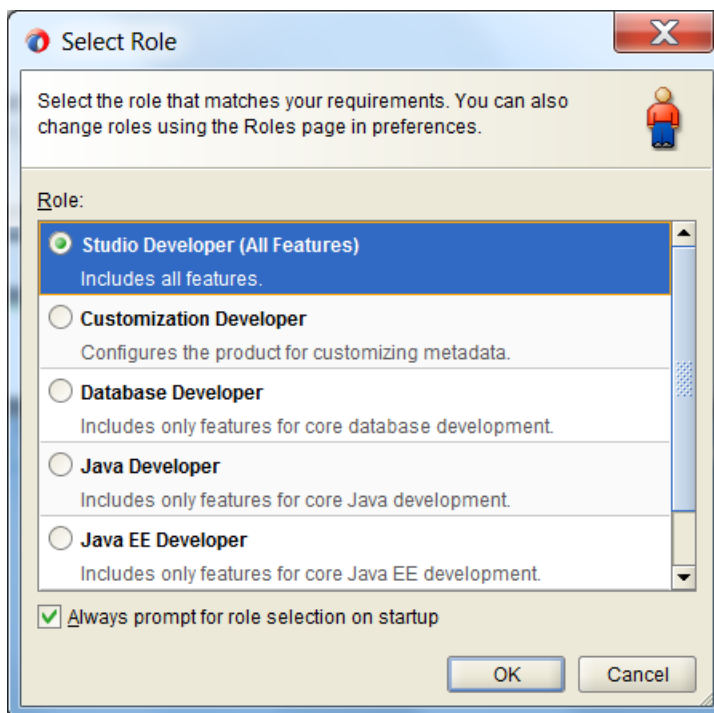 Select Role
Select the role that matches your requirements. You can also
change roles using the Roles page in preferences.
Role:
Studio Developer (All Features)
Includes all features.
Customization Developer
Configures the product for customizing metadata.
Database Developer
Includes only features for core database development.
Java Developer
Includes only features for core Java development.
Java EE Developer
Includes only features for core Java EE development.
Always prompt for role selection on startup
OK Cancel